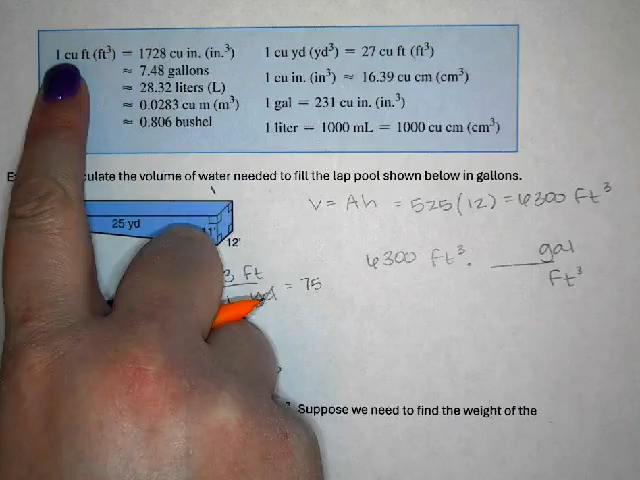 1 cu ft (ft³) = 1728 cu in. (in.³)
≈ 7.48 gallons
≈ 28.32 liters (L)
≈ 0.0283 cu m (m³)
≈ 0.806 bushel
1 cu yd (yd³) = 27 cu ft (ft³)
1 cu in. (in³) ≈ 16.39 cu cm (cm³)
1 gal = 231 cu in. (in.³)
1 liter = 1000 mL = 1000 cu cm (cm³)
the volume of water needed to fill the lap pool shown below in gallons.
V = Ah = 525(12) = 6300 Ft³
25 yd
12'
6300 Ft³ · gal
Ft³
3 Ft
= 75
Suppose we need to find the weight of the